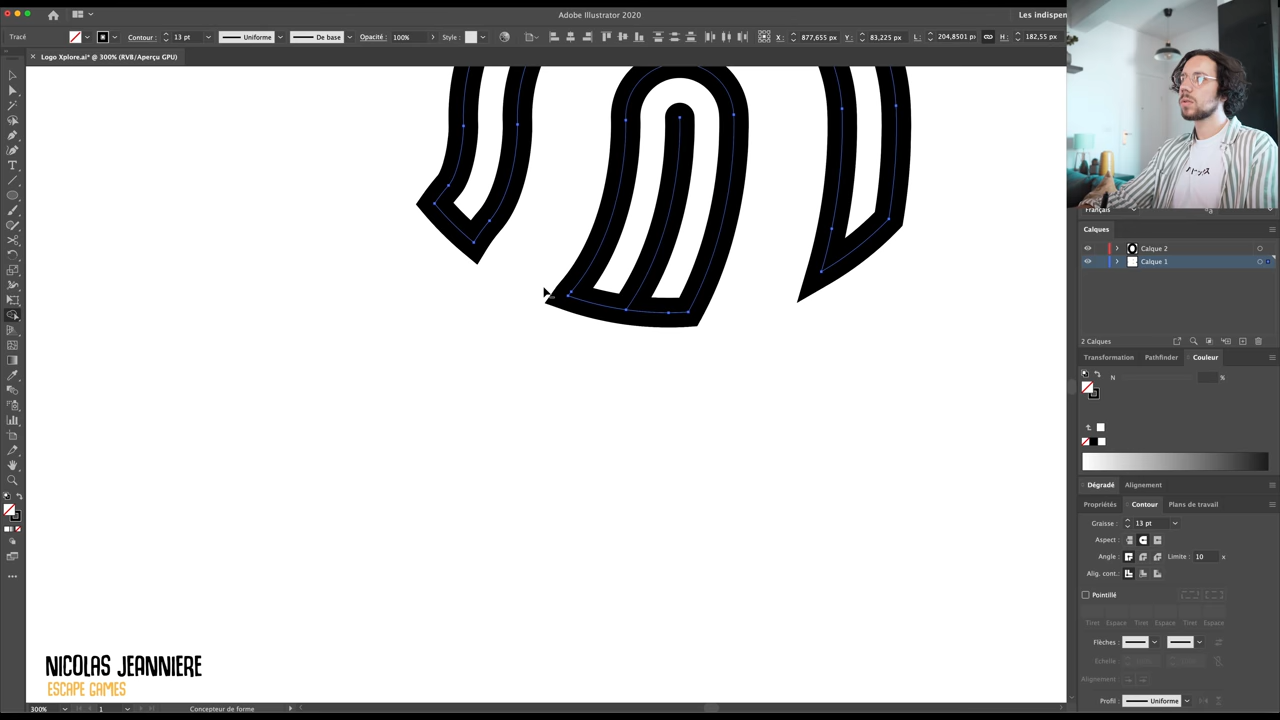 Adobe Illustrator 2020
Les indispen
Tracé
Contour :
13 pt
Uniforme
De base
Opacité :
100%
Style :
X :
877,655 px
Y :
83,225 px
L :
204,8501 px
H :
182,55 px
Logo Xplore.ai* @ 300% (RVB/Aperçu GPU)
Français
Calques
Calque 2
Calque 1
2 Calques
Transformation
Pathfinder
Couleur
N
%
Dégradé
Alignement
Propriétés
Contour
Plans de travail
Graisse :
13 pt
Aspect :
Angle :
Limite :
10
x
Alig. cont. :
Pointillé
Tiret
Espace
Tiret
Espace
Tiret
Espace
Flèches :
Echelle :
Alignement :
Profil :
Uniforme
NICOLAS JEANNIERE
ESCAPE GAMES
300%
1
Concepteur de forme